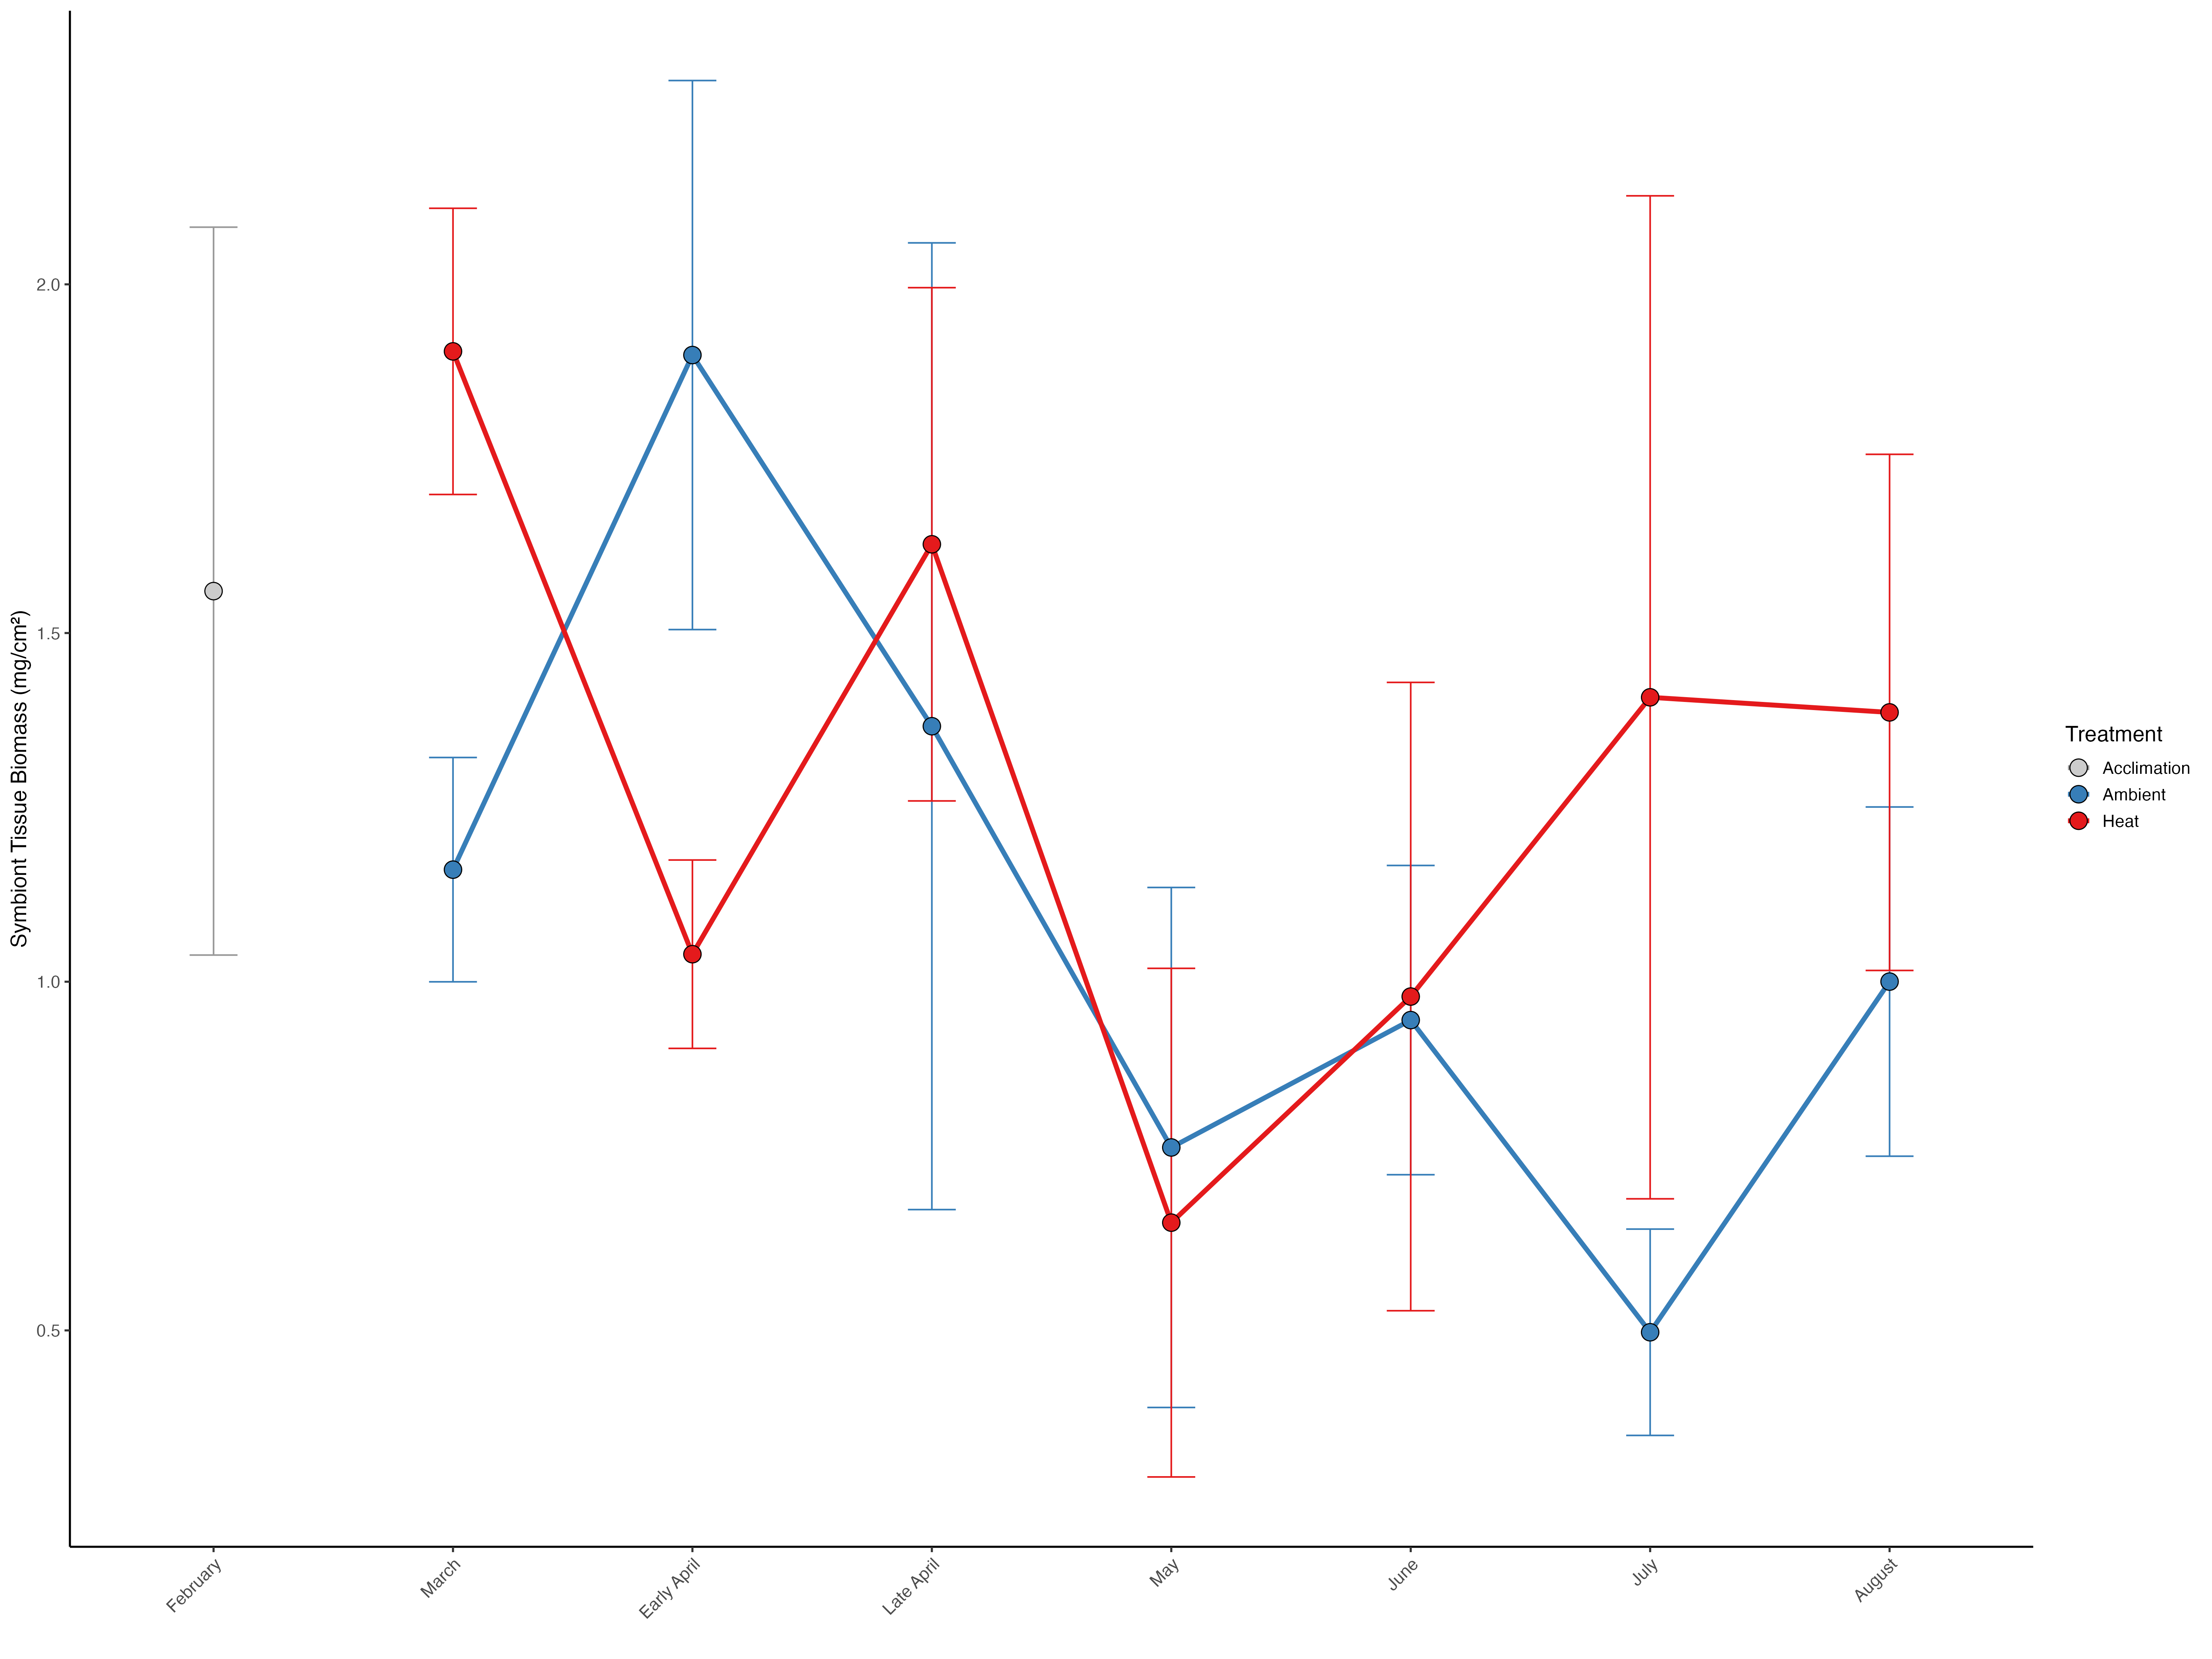 Symbiont Tissue Biomass (mg/cm²)
2.0
1.5
1.0
0.5
February
March
Early April
Late April
May
June
July
August
Treatment
Acclimation
Ambient
Heat